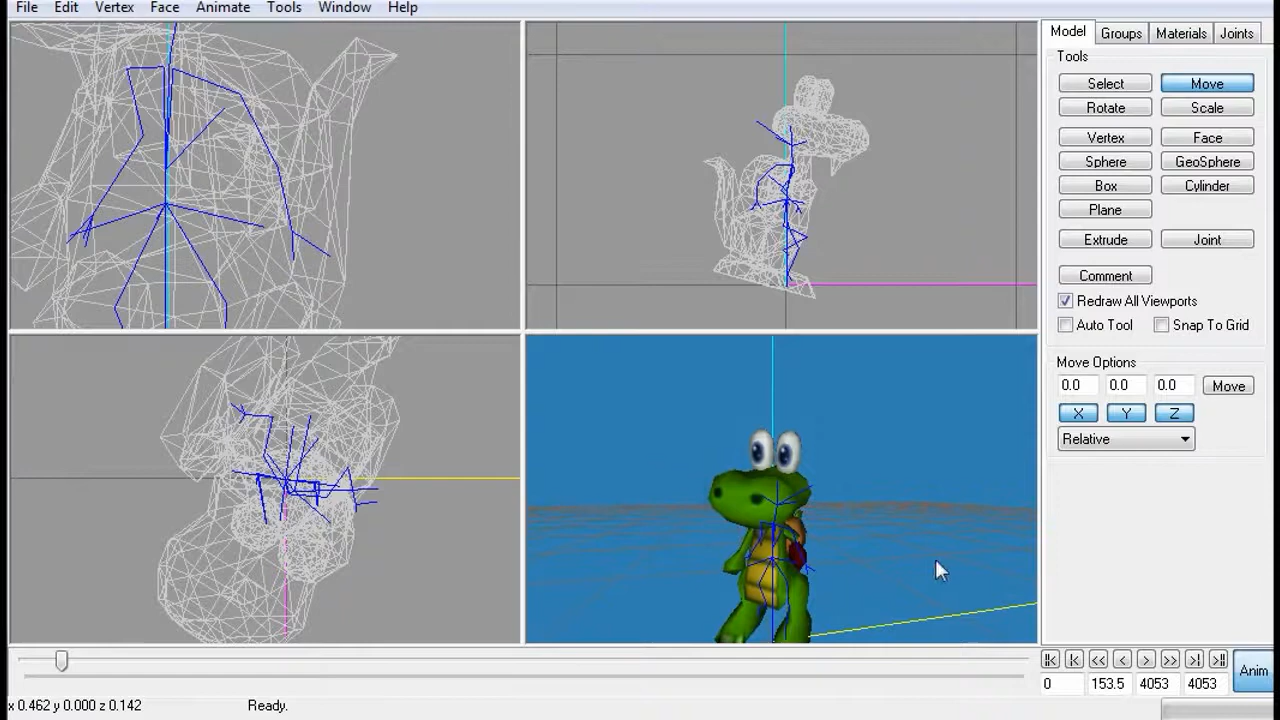 File Edit Vertex Face Animate Tools Window Help
Model Groups Materials Joints
Tools
Select Move
Rotate Scale
Vertex Face
Sphere GeoSphere
Box Cylinder
Plane
Extrude Joint
Comment
Redraw All Viewports
Auto Tool Snap To Grid
Move Options
0.0 0.0 0.0 Move
X Y Z
Relative
0 153.5 4053 4053 Anim
x 0.462 y 0.000 z 0.142 Ready.